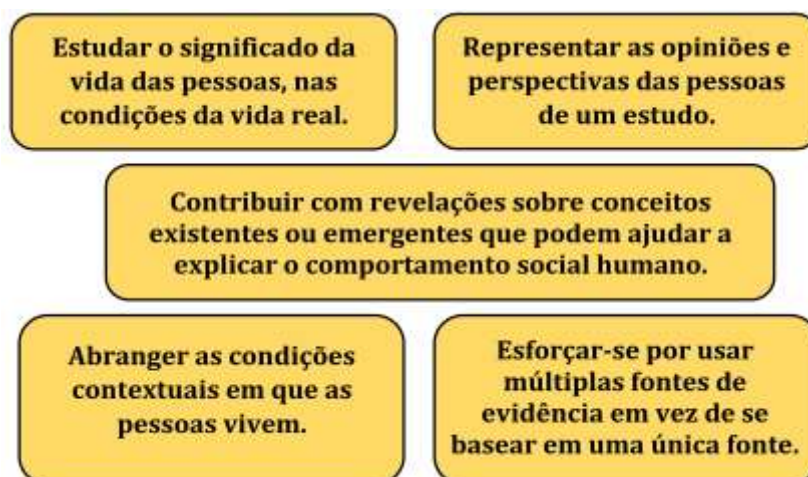 Estudar o significado da
vida das pessoas, nas
condições da vida real.
Representar as opiniões e
perspectivas das pessoas
de um estudo.
Contribuir com revelações sobre conceitos
existentes ou emergentes que podem ajudar a
explicar o comportamento social humano.
Abranger as condições
contextuais em que as
pessoas vivem.
Esforçar-se por usar
múltiplas fontes de
evidência em vez de se
basear em uma única fonte.